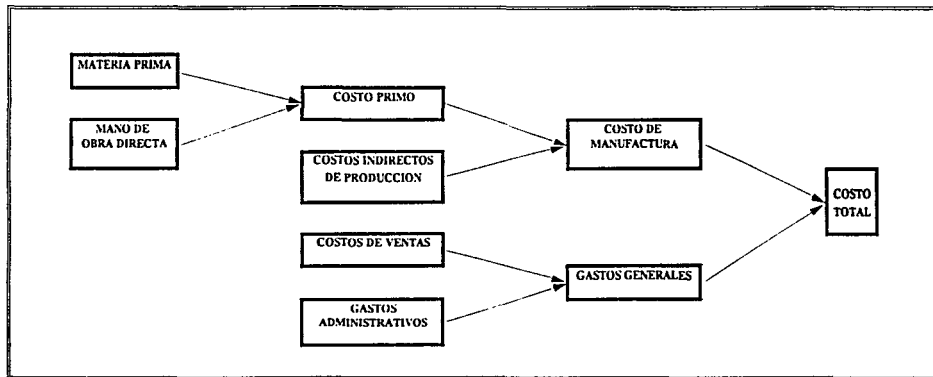 MATERIA PRIMA
MANO DE
OBRA DIRECTA
COSTO PRIMO
COSTOS INDIRECTOS
DE PRODUCCION
COSTOS DE VENTAS
GASTOS
ADMINISTRATIVOS
COSTO DE
MANUFACTURA
GASTOS GENERALES
COSTO
TOTAL